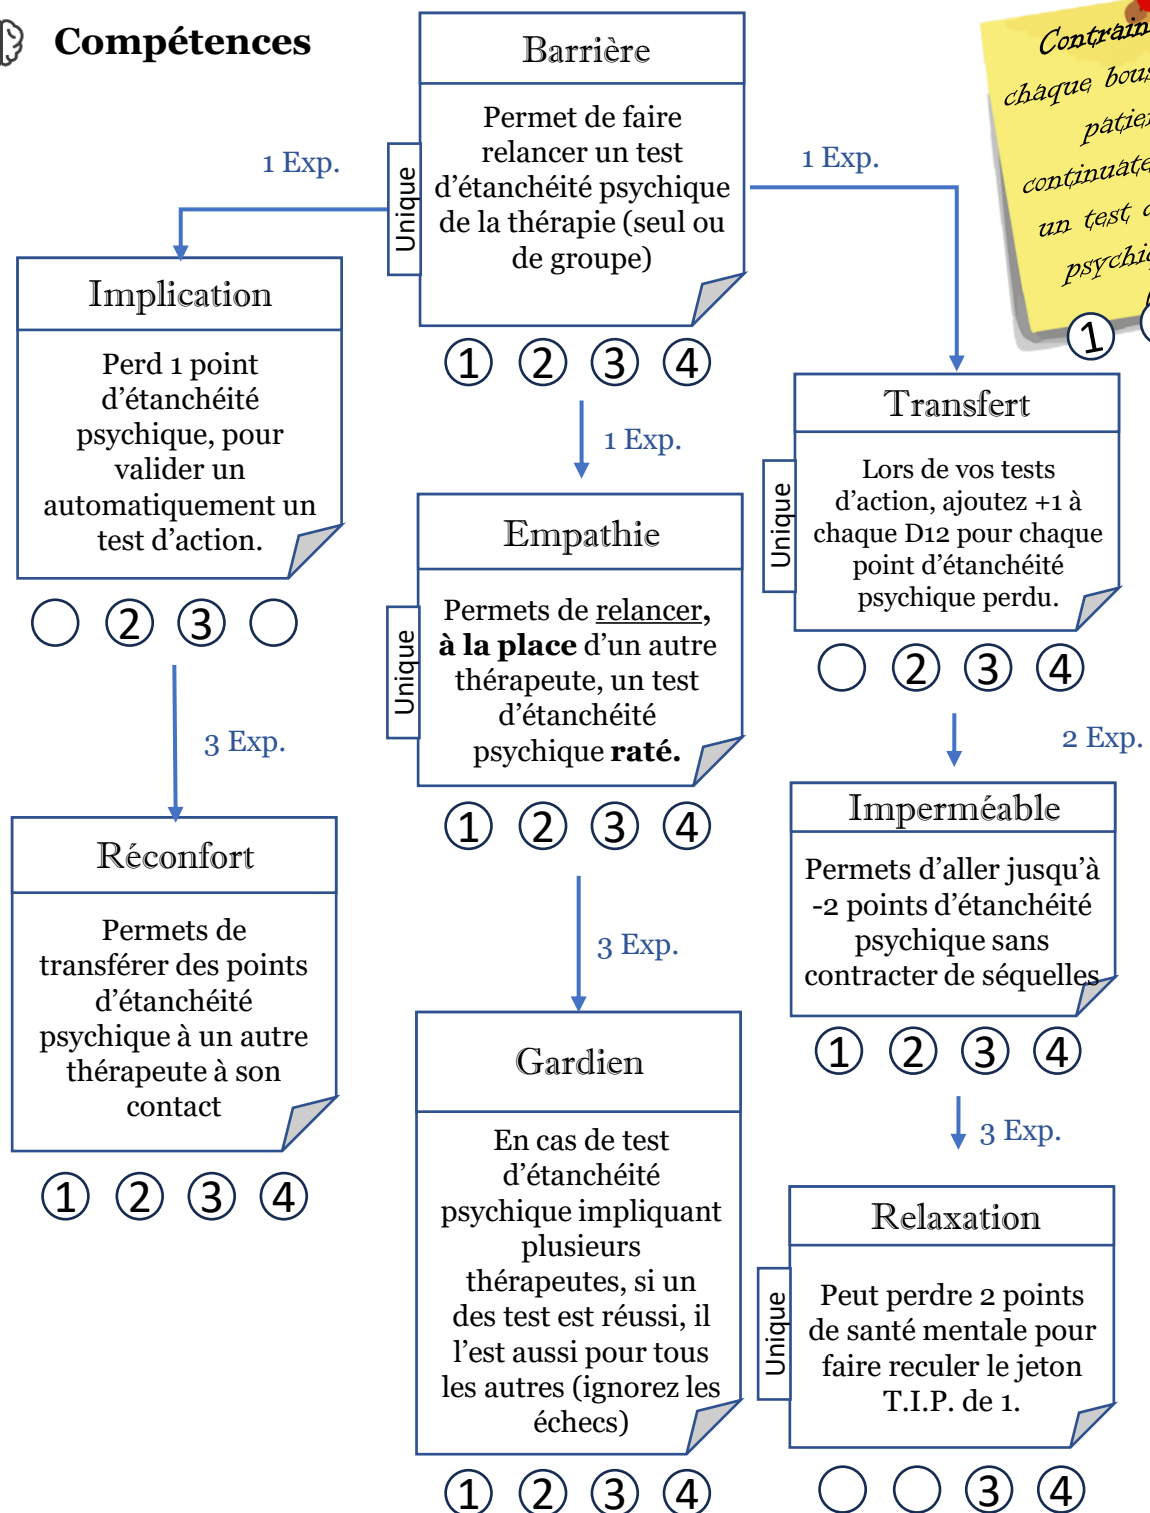 Compétences
Barrière
Permet de faire
relancer un test
d'étanchéité psychique
de la thérapie (seul ou
de groupe)
Unique
1 2 3 4
1 Exp.
1 Exp.
1 Exp.
chaque
un test
1
Implication
Perd 1 point
d'étanchéité
psychique, pour
valider un
automatiquement un
test d'action.
2 3
3 Exp.
Réconfort
Permets de
transférer des points
d'étanchéité
psychique à un autre
thérapeute à son
contact
1 2 3 4
Empathie
Permets de relancer,
à la place d'un autre
thérapeute, un test
d'étanchéité
psychique raté.
Unique
1 2 3 4
3 Exp.
Gardien
En cas de test
d'étanchéité
psychique impliquant
plusieurs
thérapeutes, si un
des test est réussi, il
l'est aussi pour tous
les autres (ignorez les
échecs)
1 2 3 4
Transfert
Lors de vos tests
d'action, ajoutez +1 à
chaque D12 pour chaque
point d'étanchéité
psychique perdu.
Unique
2 3 4
2 Exp.
Imperméable
Permets d'aller jusqu'à
-2 points d'étanchéité
psychique sans
contracter de séquelles
1 2 3 4
3 Exp.
Relaxation
Peut perdre 2 points
de santé mentale pour
faire reculer le jeton
T.I.P. de 1.
Unique
3 4